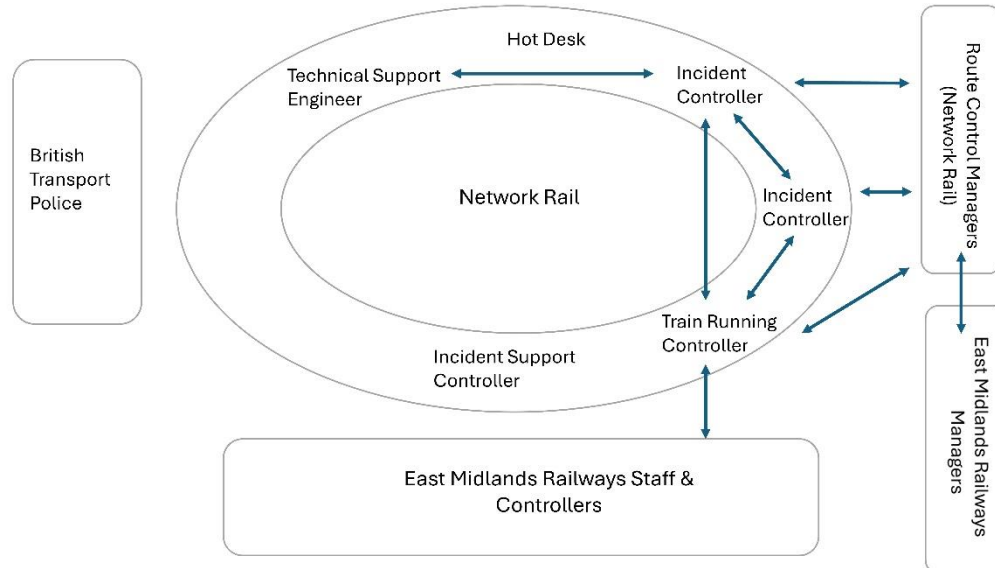 Hot Desk
Technical Support
Engineer
Incident
Controller
British
Transport
Police
Network Rail
Incident
Controller
Route Control Managers
(Network Rail)
Train Running
Controller
Incident Support
Controller
East Midlands Railways
Managers
East Midlands Railways Staff &
Controllers